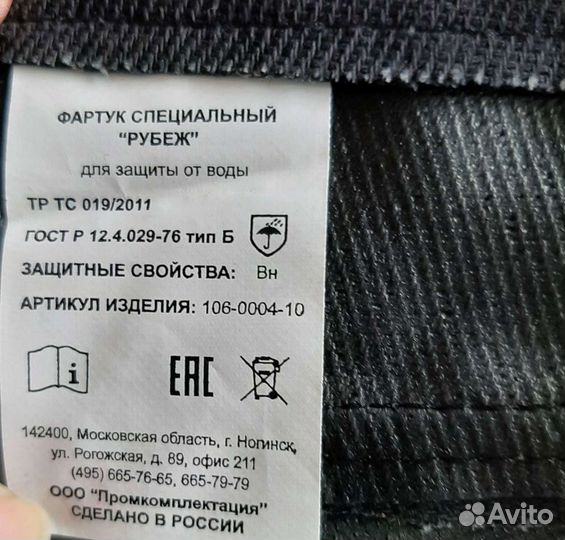 ФАРТУК СПЕЦИАЛЬНЫЙ
"РУБЕЖ"
для защиты от воды
ТР ТС 019/2011
ГОСТ Р 12.4.029-76 тип Б
ЗАЩИТНЫЕ СВОЙСТВА: Вн
АРТИКУЛ ИЗДЕЛИЯ: 106-0004-10
i
EAC
142400, Московская область, г. Ногинск,
ул. Рогожская, д. 89, офис 211
(495) 665-76-65, 665-79-79
ООО "Промкомплектация"
СДЕЛАНО В РОССИИ
Avito